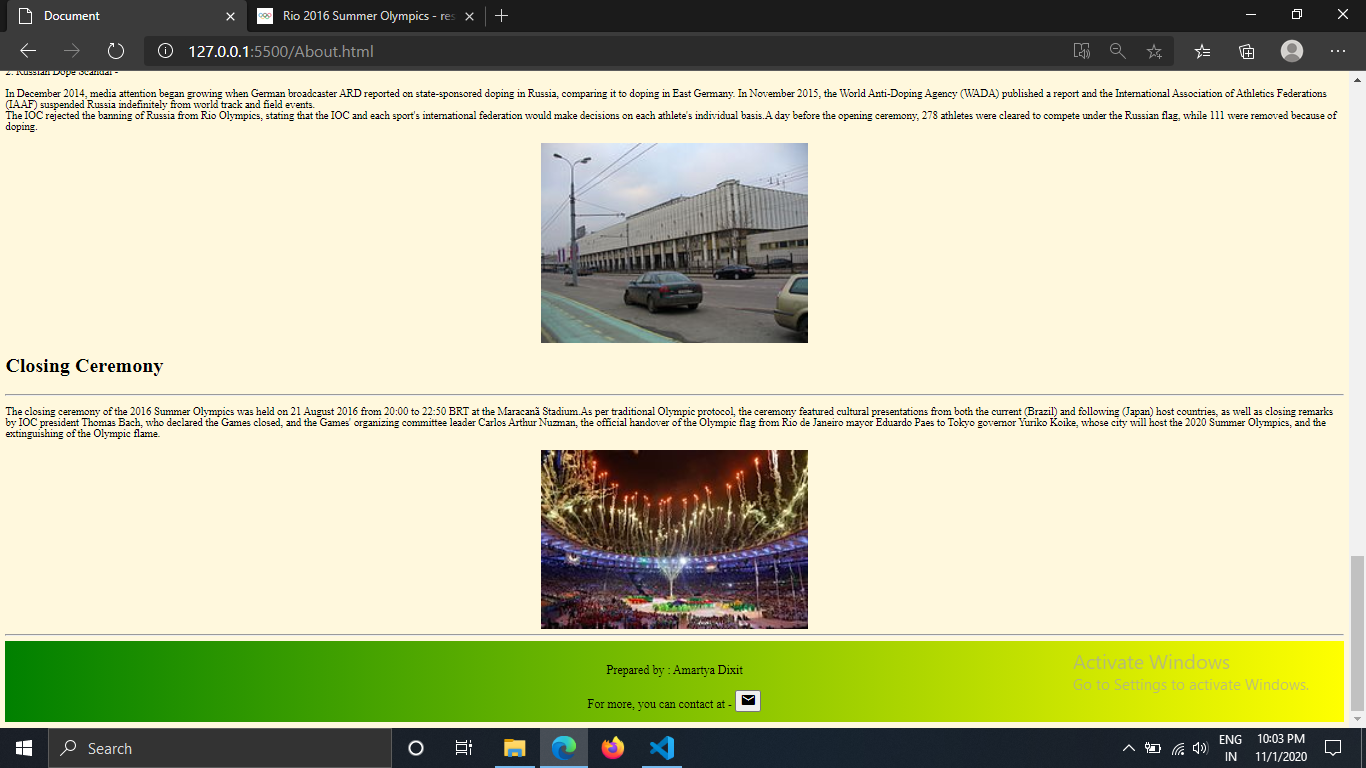 Document
Rio 2016 Summer Olympics - res
127.0.0.1:5500/About.html
2. Russian Dope Scandal -
In December 2014, media attention began growing when German broadcaster ARD reported on state-sponsored doping in Russia, comparing it to doping in East Germany. In November 2015, the World Anti-Doping Agency (WADA) published a report and the International Association of Athletics Federations
(IAAF) suspended Russia indefinitely from world track and field events.
The IOC rejected the banning of Russia from Rio Olympics, stating that the IOC and each sport's international federation would make decisions on each athlete's individual basis.A day before the opening ceremony, 278 athletes were cleared to compete under the Russian flag, while 111 were removed because of
doping.
Closing Ceremony
The closing ceremony of the 2016 Summer Olympics was held on 21 August 2016 from 20:00 to 22:50 BRT at the Maracanã Stadium.As per traditional Olympic protocol, the ceremony featured cultural presentations from both the current (Brazil) and following (Japan) host countries, as well as closing remarks
by IOC president Thomas Bach, who declared the Games closed, and the Games' organizing committee leader Carlos Arthur Nuzman, the official handover of the Olympic flag from Rio de Janeiro mayor Eduardo Paes to Tokyo governor Yuriko Koike, whose city will host the 2020 Summer Olympics, and the
extinguishing of the Olympic flame.
Prepared by : Amartya Dixit
For more, you can contact at -
Activate Windows
Go to Settings to activate Windows.
Search
ENG
IN
10:03 PM
11/1/2020